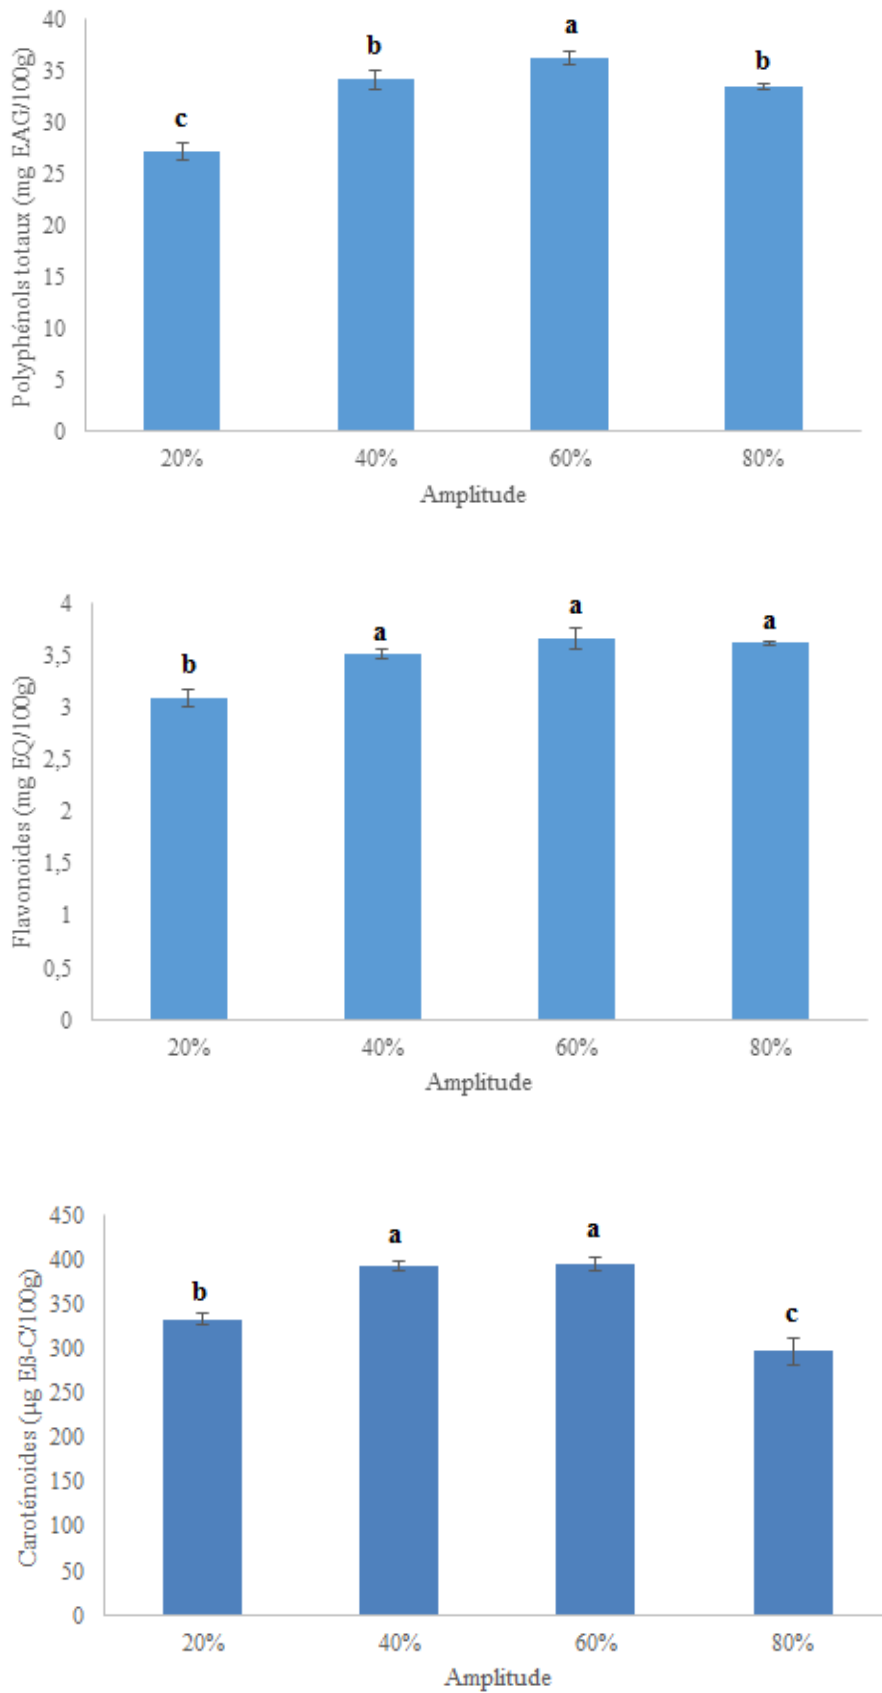 Polyphénols totaux (mg EAG/100g)
40
35
30
25
20
15
10
5
0
c
b
a
b
20%
40%
60%
80%
Amplitude
Flavonoides (mg EQ/100g)
4
3,5
3
2,5
2
1,5
1
0,5
0
b
a
a
a
20%
40%
60%
80%
Amplitude
Caroténoides (µg Eß-C/100g)
450
400
350
300
250
200
150
100
50
0
b
a
a
c
20%
40%
60%
80%
Amplitude